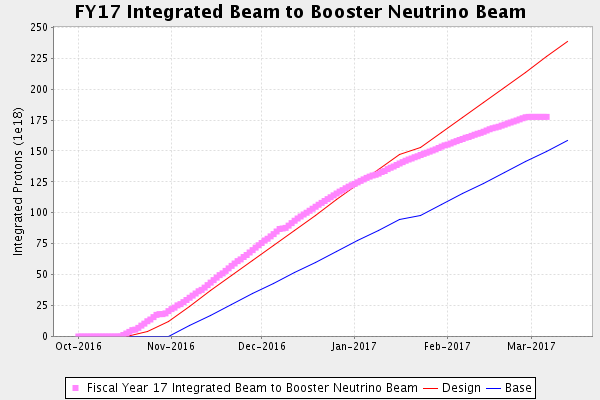 FY17 Integrated Beam to Booster Neutrino Beam
Integrated Protons (1e18)
250
225
200
175
150
125
100
75
50
25
0
Oct-2016 Nov-2016 Dec-2016 Jan-2017 Feb-2017 Mar-2017
Fiscal Year 17 Integrated Beam to Booster Neutrino Beam Design Base